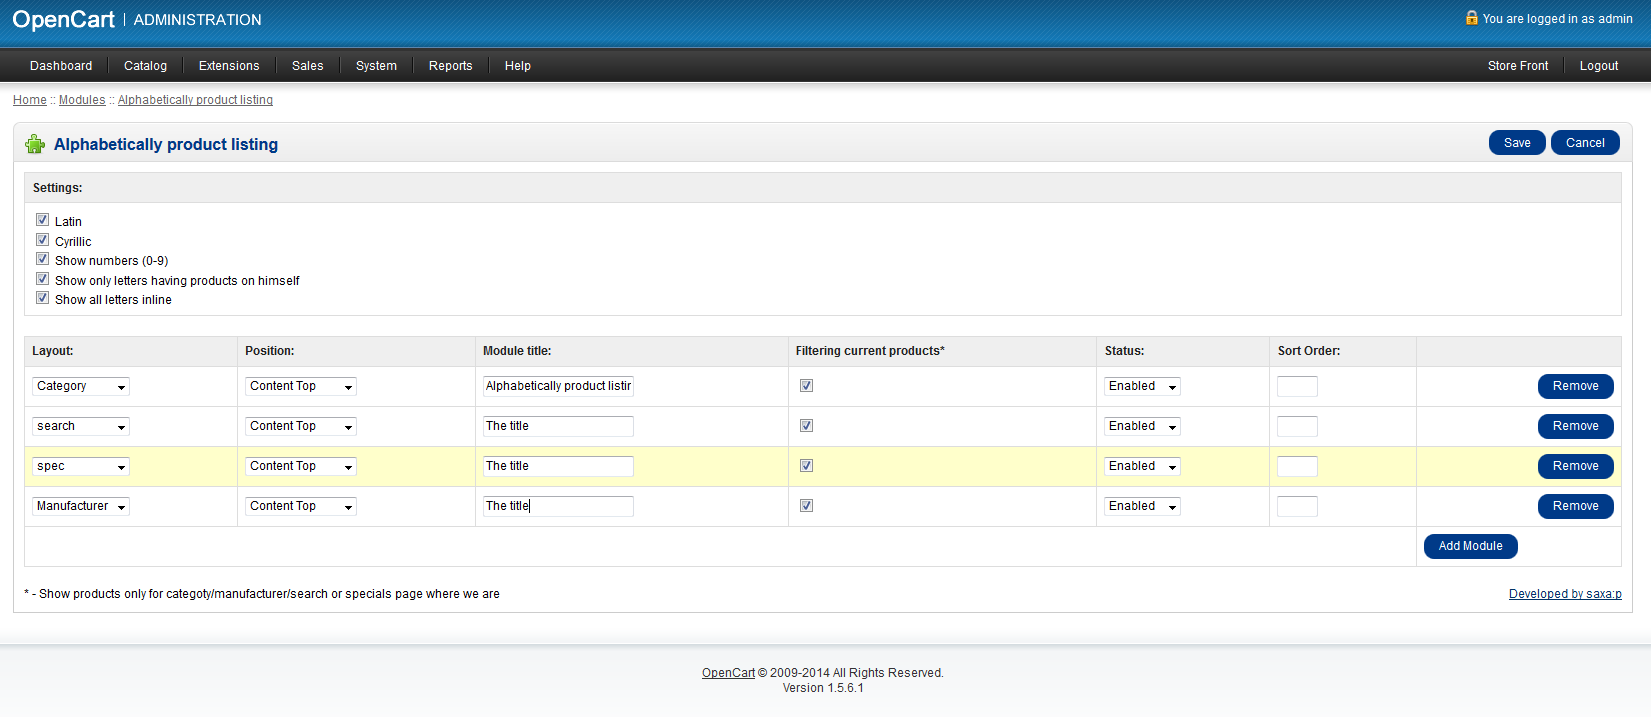 OpenCart | ADMINISTRATION
You are logged in as admin
Dashboard Catalog Extensions Sales System Reports Help Store Front Logout
Home :: Modules :: Alphabetically product listing
Alphabetically product listing Save Cancel
Settings:
Latin
Cyrillic
Show numbers (0-9)
Show only letters having products on himself
Show all letters inline
Layout: Position: Module title: Filtering current products* Status: Sort Order:
Category Content Top Alphabetically product listin Enabled Remove
search Content Top The title Enabled Remove
spec Content Top The title Enabled Remove
Manufacturer Content Top The title Enabled Remove
Add Module
* - Show products only for categoty/manufacturer/search or specials page where we are
Developed by saxa:p
OpenCart © 2009-2014 All Rights Reserved.
Version 1.5.6.1